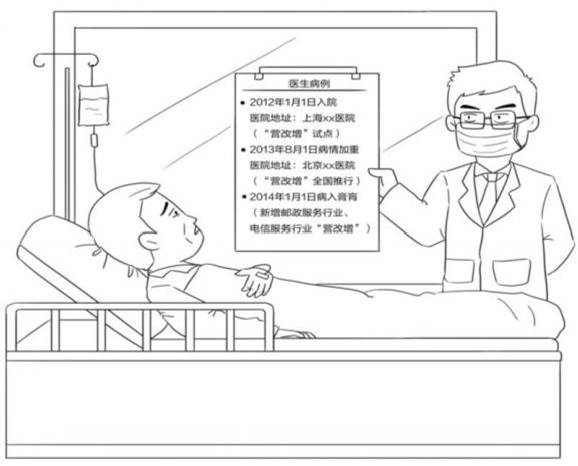 医生病例
• 2012年1月1日入院
医院地址：上海xx医院
（“营改增”试点）
• 2013年8月1日病情加重
医院地址：北京xx医院
（“营改增”全国推行）
• 2014年1月1日病入膏肓
（新增邮政服务行业、
电信服务行业“营改增”）